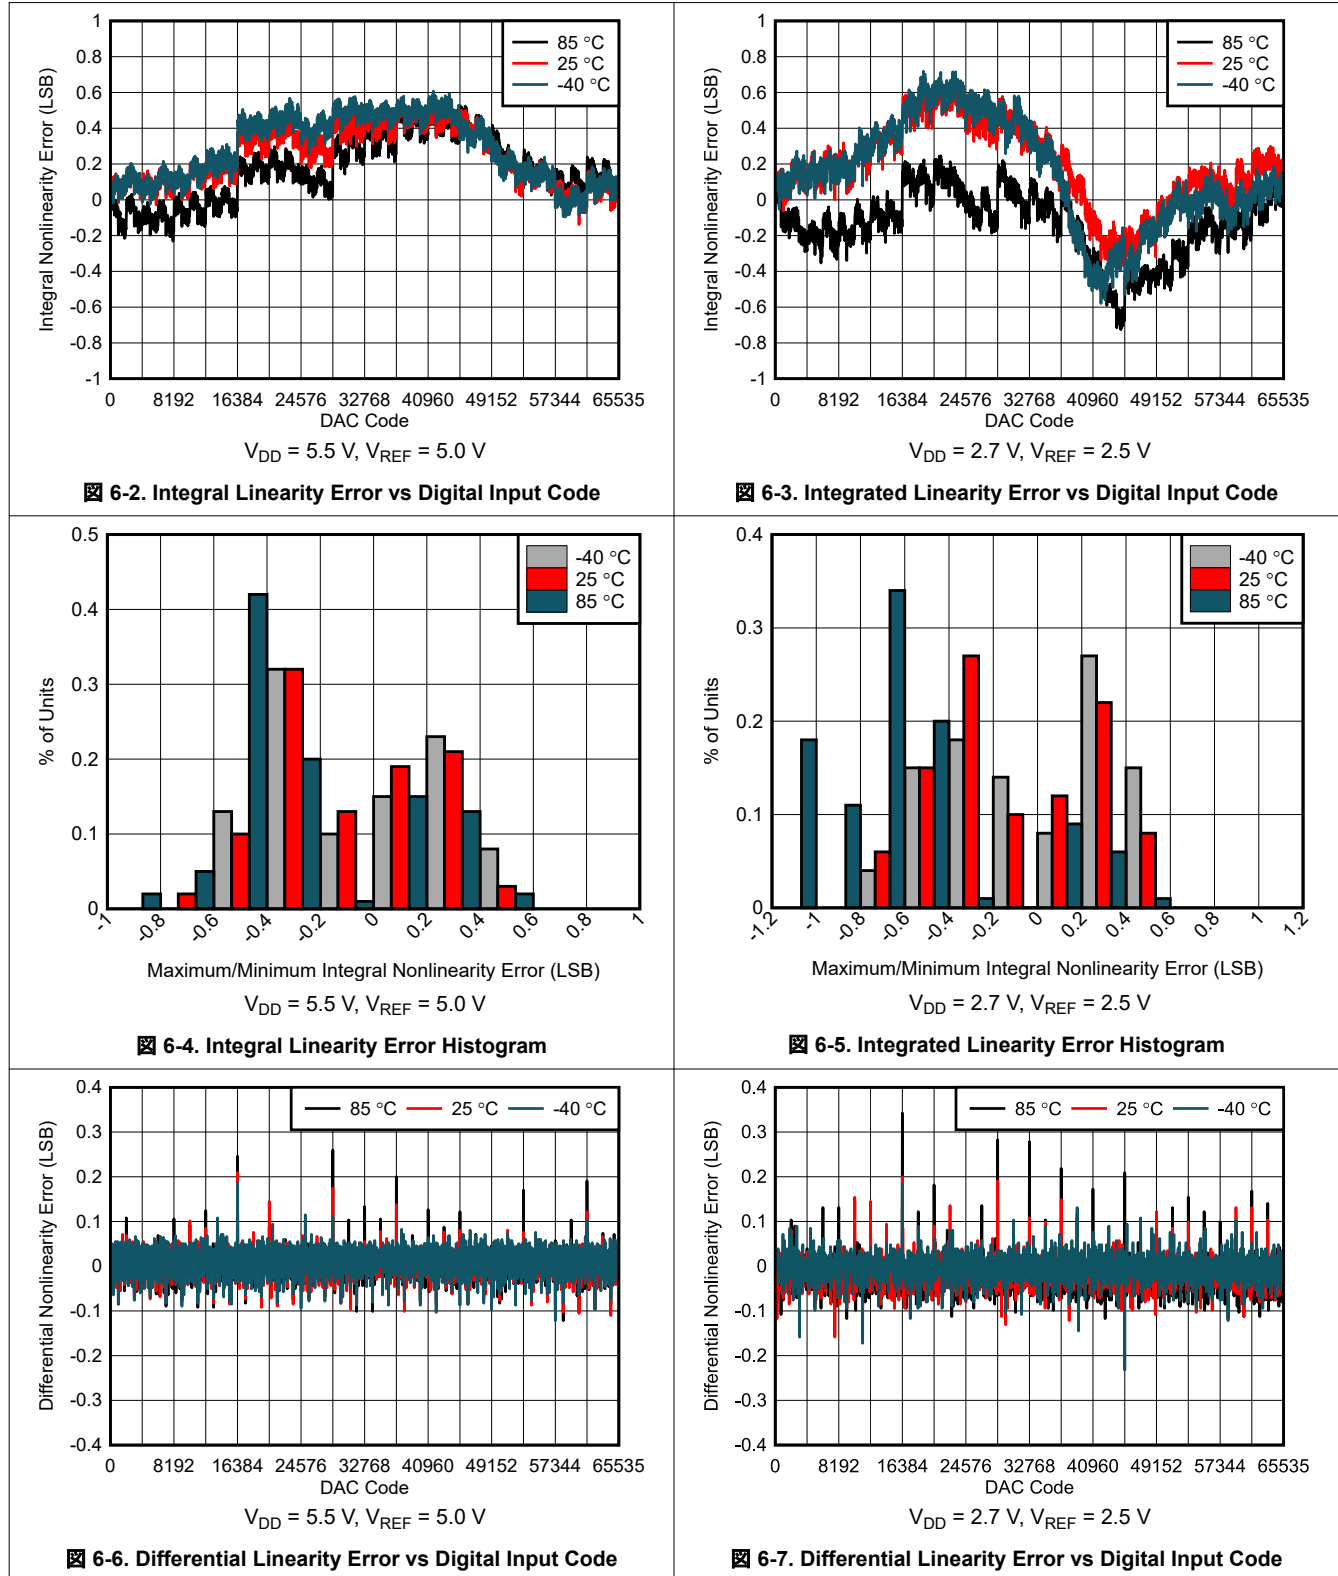 1
0.8
0.6
0.4
0.2
0
-0.2
-0.4
-0.6
-0.8
-1
Integral Nonlinearity Error (LSB)
85 °C
25 °C
-40 °C
0 8192 16384 24576 32768 40960 49152 57344 65535
DAC Code
VDD = 5.5 V, VREF = 5.0 V
図 6-2. Integral Linearity Error vs Digital Input Code
1
0.8
0.6
0.4
0.2
0
-0.2
-0.4
-0.6
-0.8
-1
Integral Nonlinearity Error (LSB)
85 °C
25 °C
-40 °C
0 8192 16384 24576 32768 40960 49152 57344 65535
DAC Code
VDD = 2.7 V, VREF = 2.5 V
図 6-3. Integrated Linearity Error vs Digital Input Code
0.5
0.4
0.3
0.2
0.1
0
% of Units
-40 °C
25 °C
85 °C
-1 -0.8 -0.6 -0.4 -0.2 0 0.2 0.4 0.6 0.8 1
Maximum/Minimum Integral Nonlinearity Error (LSB)
VDD = 5.5 V, VREF = 5.0 V
図 6-4. Integral Linearity Error Histogram
0.4
0.3
0.2
0.1
0
% of Units
-40 °C
25 °C
85 °C
-1.2 -1 -0.8 -0.6 -0.4 -0.2 0 0.2 0.4 0.6 0.8 1 1.2
Maximum/Minimum Integral Nonlinearity Error (LSB)
VDD = 2.7 V, VREF = 2.5 V
図 6-5. Integrated Linearity Error Histogram
0.4
0.3
0.2
0.1
0
-0.1
-0.2
-0.3
-0.4
Differential Nonlinearity Error (LSB)
85 °C 25 °C -40 °C
0 8192 16384 24576 32768 40960 49152 57344 65535
DAC Code
VDD = 5.5 V, VREF = 5.0 V
図 6-6. Differential Linearity Error vs Digital Input Code
0.4
0.3
0.2
0.1
0
-0.1
-0.2
-0.3
-0.4
Differential Nonlinearity Error (LSB)
85 °C 25 °C -40 °C
0 8192 16384 24576 32768 40960 49152 57344 65535
DAC Code
VDD = 2.7 V, VREF = 2.5 V
図 6-7. Differential Linearity Error vs Digital Input Code